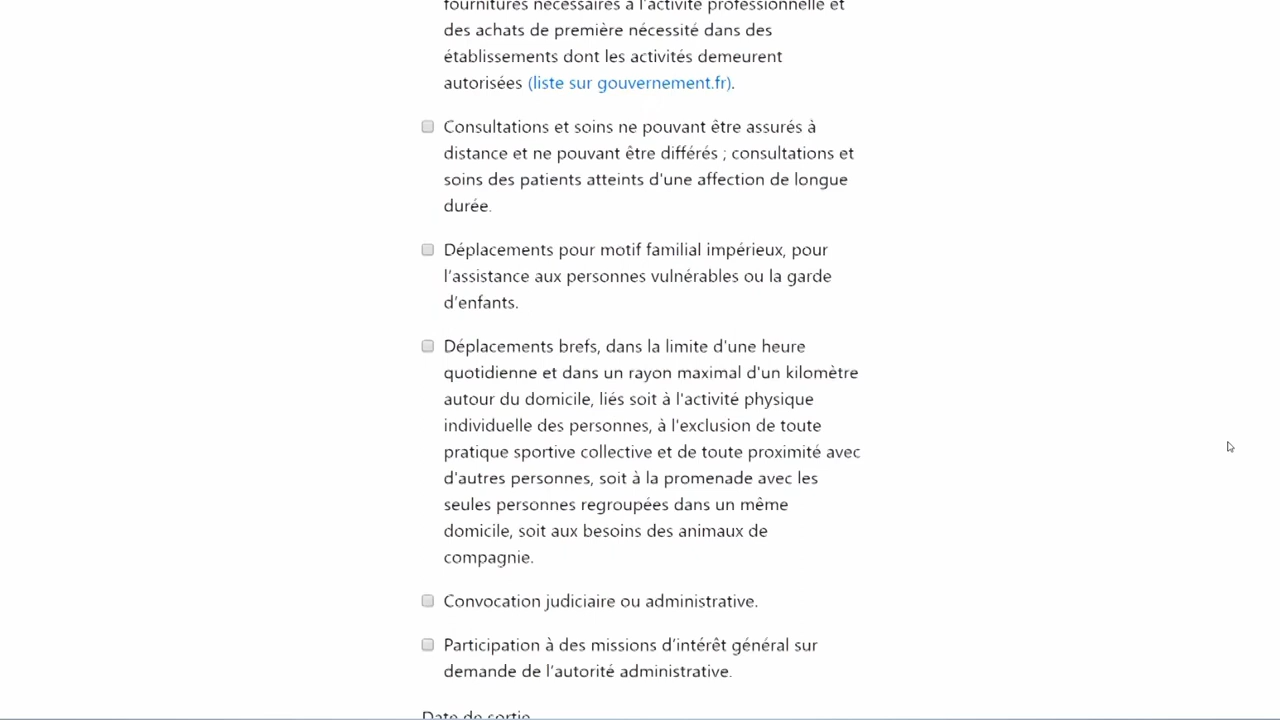 fournitures nécessaires à l'activité professionnelle et
des achats de première nécessité dans des
établissements dont les activités demeurent
autorisées (liste sur gouvernement.fr).
Consultations et soins ne pouvant être assurés à
distance et ne pouvant être différés ; consultations et
soins des patients atteints d'une affection de longue
durée.
Déplacements pour motif familial impérieux, pour
l’assistance aux personnes vulnérables ou la garde
d’enfants.
Déplacements brefs, dans la limite d'une heure
quotidienne et dans un rayon maximal d'un kilomètre
autour du domicile, liés soit à l'activité physique
individuelle des personnes, à l'exclusion de toute
pratique sportive collective et de toute proximité avec
d'autres personnes, soit à la promenade avec les
seules personnes regroupées dans un même
domicile, soit aux besoins des animaux de
compagnie.
Convocation judiciaire ou administrative.
Participation à des missions d’intérêt général sur
demande de l’autorité administrative.
Date de sortie